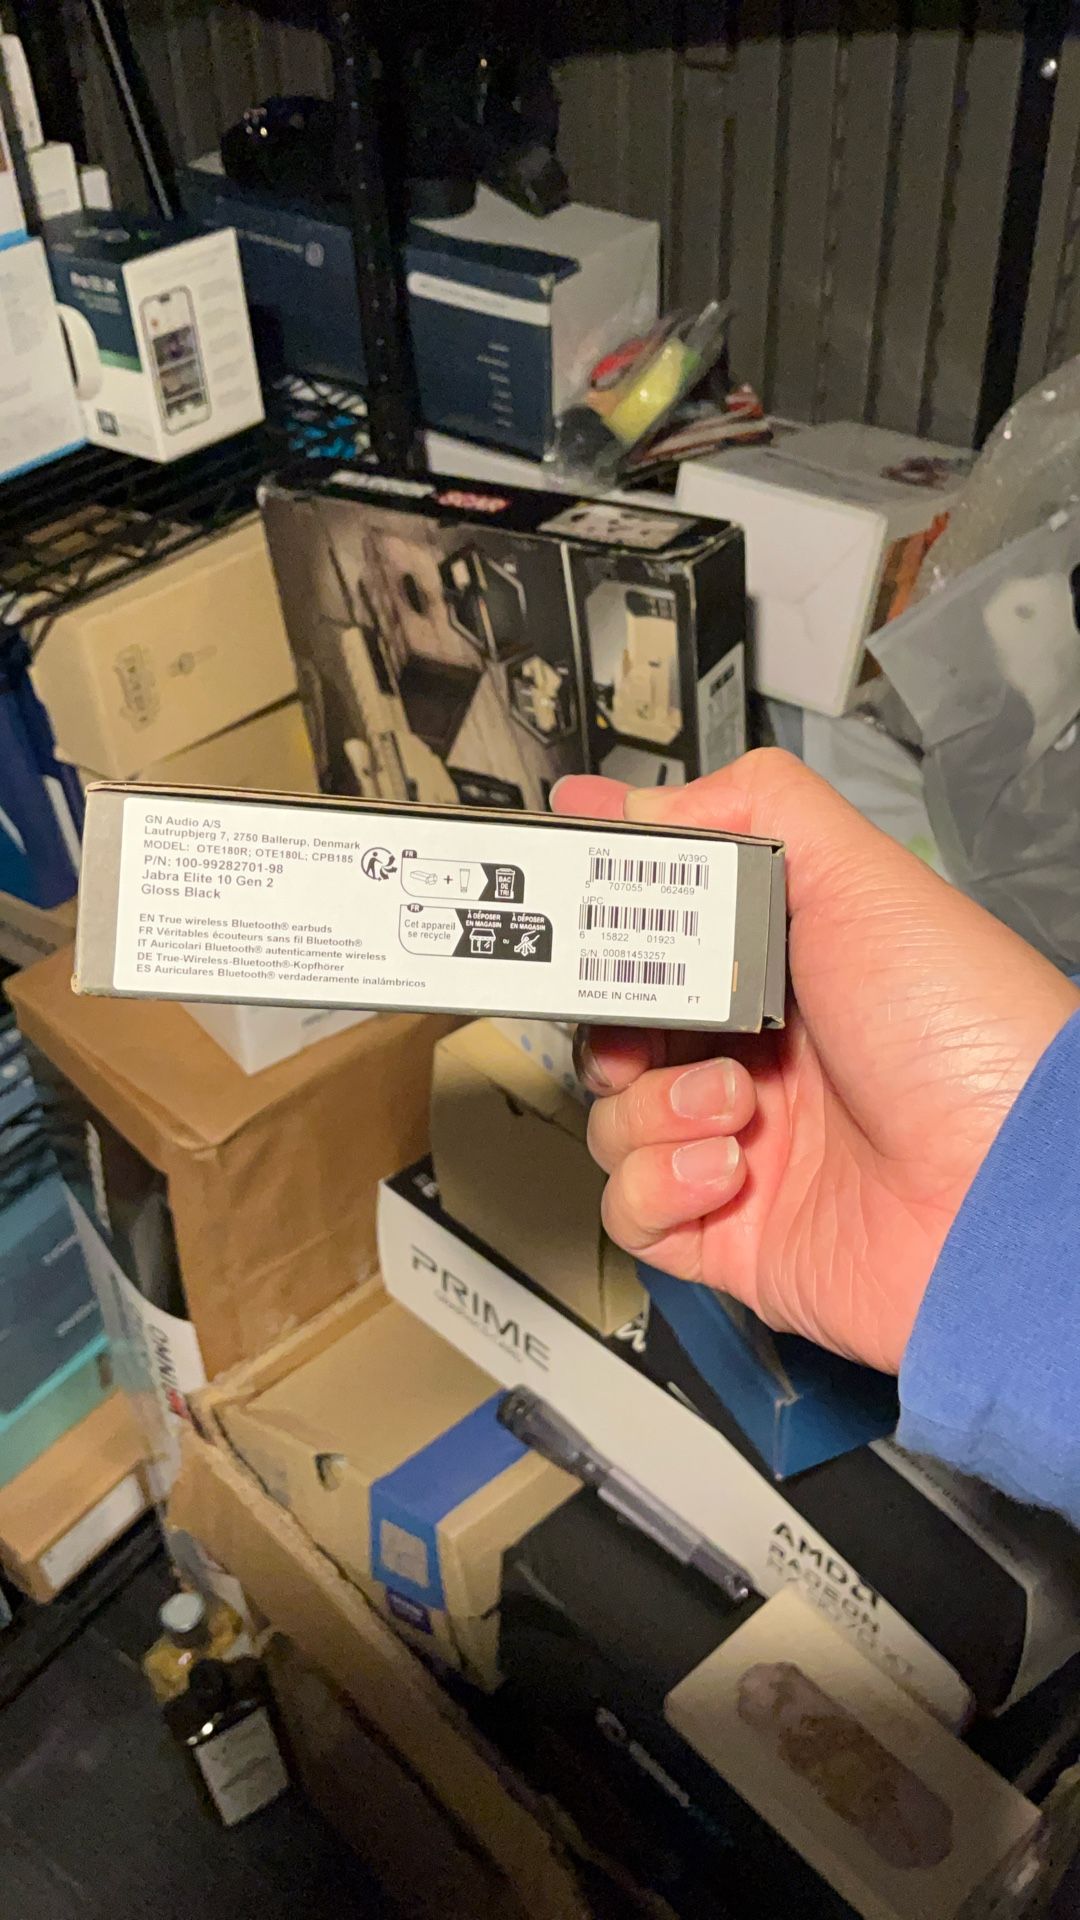 GN Audio A/S
Lautrupbjerg 7, 2750 Ballerup, Denmark
MODEL: OTE180R; OTE180L; CPB185
P/N: 100-99282701-98
Jabra Elite 10 Gen 2
Gloss Black
EN True wireless Bluetooth® earbuds
FR Véritables écouteurs sans fil Bluetooth®
IT Auricolari Bluetooth® autenticamente wireless
DE True-Wireless-Bluetooth®-Kopfhörer
ES Auriculares Bluetooth® verdaderamente inalámbricos
FR
+
BAC
DE
TRI
FR
Cet appareil
se recycle
À DÉPOSER
EN MAGASIN
OU
À DÉPOSER
EN MAGASIN
EAN W39O
5 707055 062469
UPC
6 15822 01923 1
S/N 00081453257
MADE IN CHINA FT
PRIME
AMD
RADEON